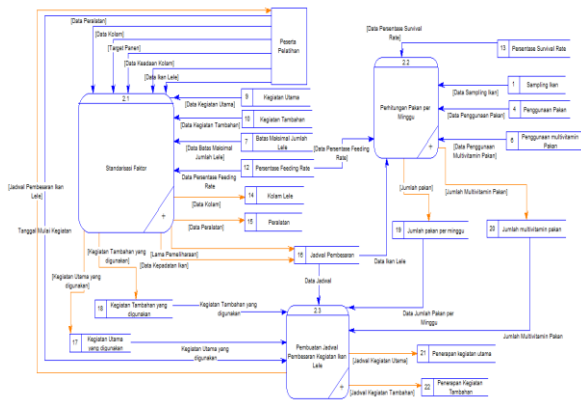 [Data Peralatan]
[Data Kolam]
[Target Panen]
[Data Keadaan Kolam]
[Data Ikan Lele]
Peserta
Pelatihan
[Data Persentase Survival
Rate]
13 Persentase Survival Rate
2.1
Standarisasi Faktor
+
[Data Kegiatan Utama]
9 Kegiatan Utama
[Data Kegiatan Tambahan]
10 Kegiatan Tambahan
[Data Batas Maksimal
Jumlah Lele]
7 Batas Maksimal Jumlah
Lele
Data Persentase Feeding
Rate]
12 Persentase Feeding Rate
[Data Persentase Feeding
Rate]
[Data Kolam]
14 Kolam Lele
[Data Peralatan]
15 Peralatan
2.2
Perhitungan Pakan per
Minggu
+
[Data Sampling Ikan]
1 Sampling Ikan
[Data Penggunaan Pakan]
4 Penggunaan Pakan
[Data Penggunaan
Multivitamin Pakan]
6 Penggunaan multivitamin
Pakan
[Jumlah pakan]
[Jumlah Multivitamin Pakan]
19 Jumlah pakan per minggu
20 Jumlah multivitamin pakan
[Jadwal Pembesaran Ikan
Lele]
Tanggal Mulai Kegiatan
[Lama Pemeliharaan]
[Data Kepadatan Ikan]
16 Jadwal Pembesaran
Data Ikan Lele
Data Jadwal
[Kegiatan Tambahan yang
digunakan]
[Kegiatan Utama yang
digunakan]
18 Kegiatan Tambahan yang
digunakan
Kegiatan Tambahan yang
digunakan
17 Kegiatan Utama
yang digunakan
Kegiatan Utama yang
digunakan
2.3
Pembuatan Jadwal
Pembesaran Kegiatan Ikan
Lele
+
Data Jumlah Pakan per
Minggu
Jumlah Multivitamin Pakan
[Jadwal Kegiatan Utama]
21 Penerapan kegiatan utama
[Jadwal Kegiatan Tambahan]
22 Penerapan Kegiatan
Tambahan